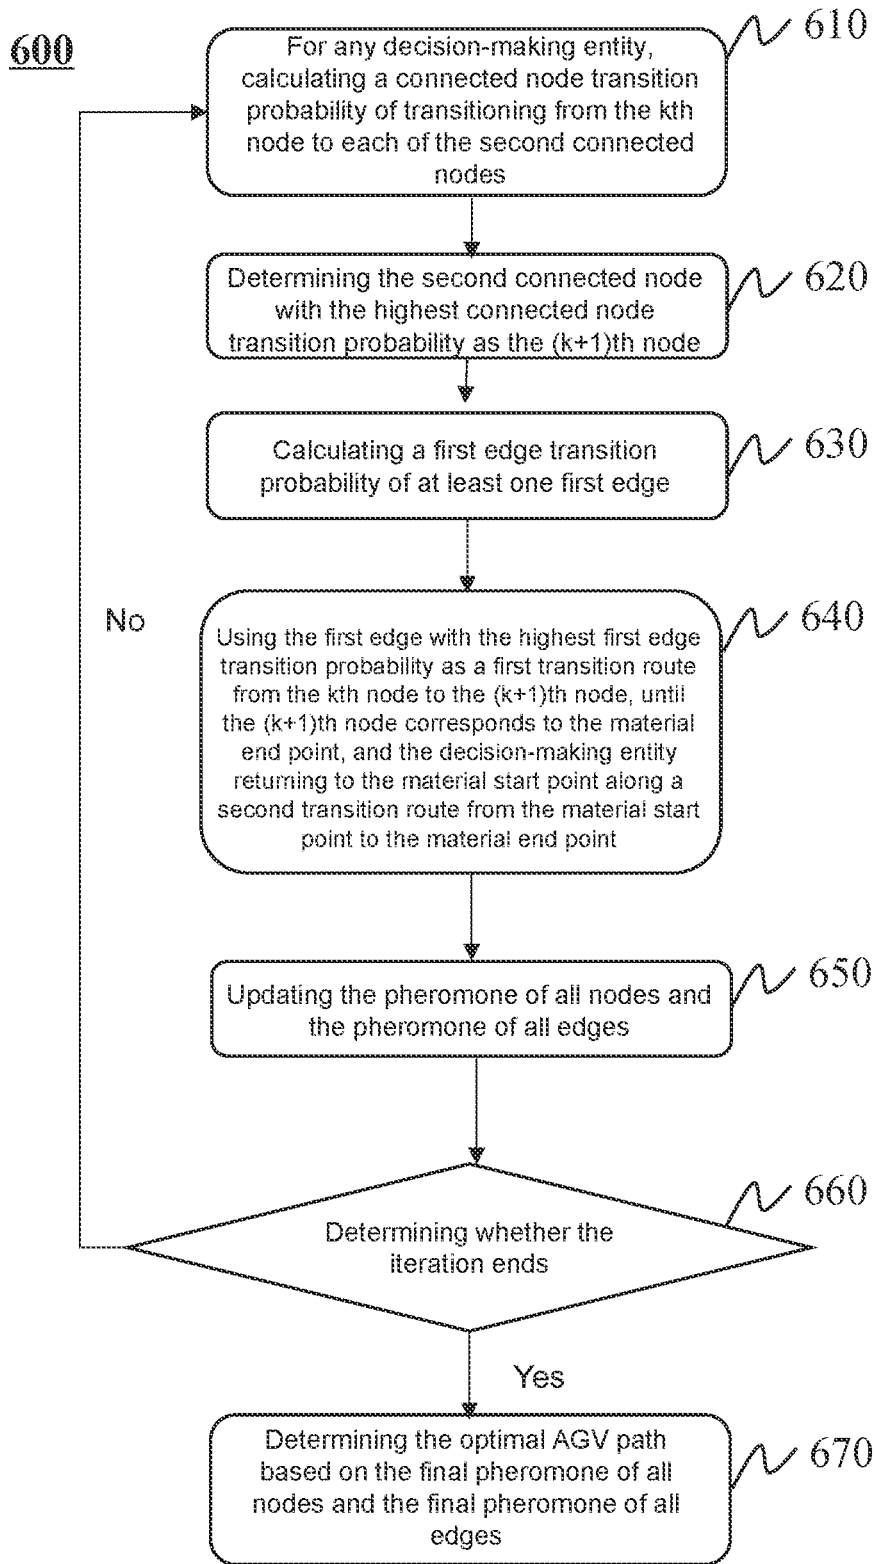 600
610
For any decision-making entity,
calculating a connected node transition
probability of transitioning from the kth
node to each of the second connected
nodes
620
Determining the second connected node
with the highest connected node
transition probability as the (k+1)th node
630
Calculating a first edge transition
probability of at least one first edge
No
640
Using the first edge with the highest first edge
transition probability as a first transition route
from the kth node to the (k+1)th node, until
the (k+1)th node corresponds to the material
end point, and the decision-making entity
returning to the material start point along a
second transition route from the material start
point to the material end point
650
Updating the pheromone of all nodes and
the pheromone of all edges
660
Determining whether the
iteration ends
Yes
670
Determining the optimal AGV path
based on the final pheromone of all
nodes and the final pheromone of all
edges